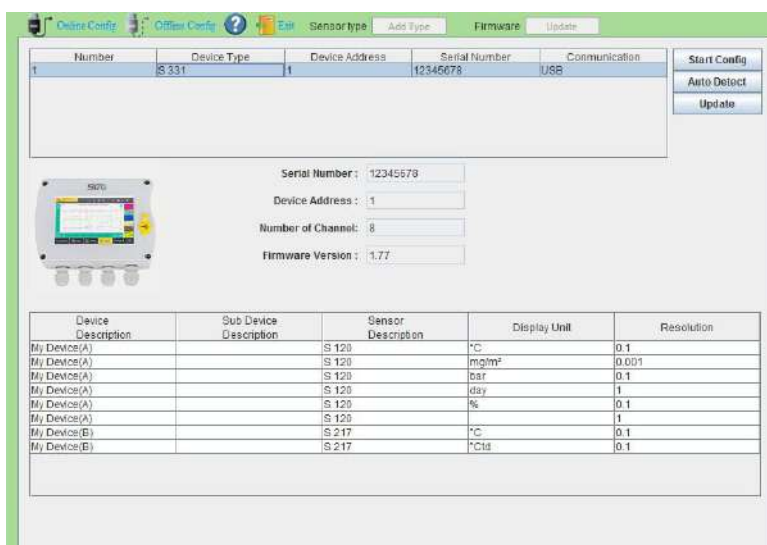 Online Config Offline Config ? Exit Sensor type Add Type Firmware Update
Number Device Type Device Address Serial Number Communication
1 S 331 1 12345678 USB
Start Config
Auto Detect
Update
Serial Number : 12345678
Device Address : 1
Number of Channel: 8
Firmware Version : 1.77
Device Description Sub Device Description Sensor Description Display Unit Resolution
My Device(A) S 120 °C 0.1
My Device(A) S 120 mg/m³ 0.001
My Device(A) S 120 bar 0.1
My Device(A) S 120 day 1
My Device(A) S 120 % 0.1
My Device(A) S 120 1
My Device(B) S 217 °C 0.1
My Device(B) S 217 °Ctd 0.1